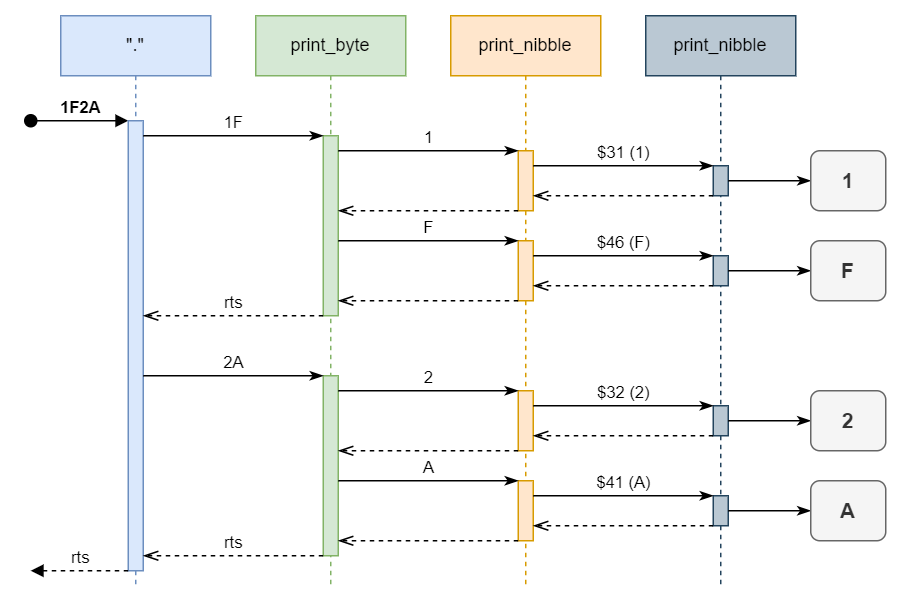 "."
print_byte
print_nibble
print_nibble
1F2A
1F
1
$31 (1)
1
F
$46 (F)
F
rts
2A
2
$32 (2)
2
A
$41 (A)
A
rts
rts